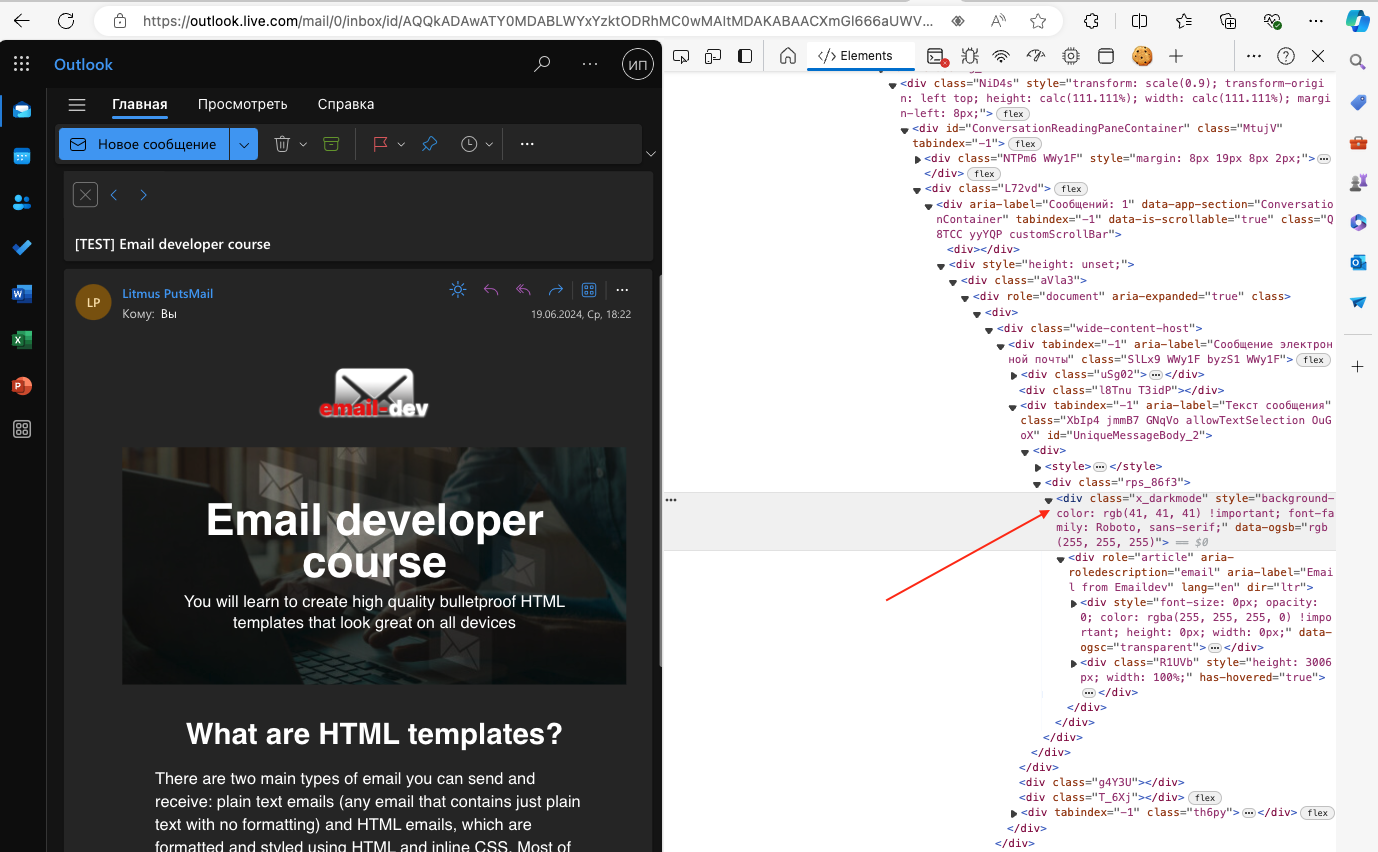 https://outlook.live.com/mail/0/inbox/id/AQQkADAwATY0MDABLWYxYzktODRhMC0wMAItMDAKABAACXmGl666aUWV...
Outlook
ИП
Главная
Просмотреть
Справка
Новое сообщение
[TEST] Email developer course
LP
Litmus PutsMail
Кому: Вы
19.06.2024, Ср, 18:22
email-dev
Email developer
course
You will learn to create high quality bulletproof HTML
templates that look great on all devices
What are HTML templates?
There are two main types of email you can send and
receive: plain text emails (any email that contains just plain
text with no formatting) and HTML emails, which are
formatted and styled using HTML and inline CSS. Most of
Elements
<div class="NiD4s" style="transform: scale(0.9); transform-origi
n: left top; height: calc(111.111%); width: calc(111.111%); margi
n-left: 8px;"> flex
<div id="ConversationReadingPaneContainer" class="MtujV"
tabindex="-1"> flex
<div class="NTPm6 WWy1F" style="margin: 8px 19px 8px 2px;"> ...
</div> flex
<div class="L72vd"> flex
<div aria-label="Сообщений: 1" data-app-section="Conversatio
nContainer" tabindex="-1" data-is-scrollable="true" class="Q
8TCC yyYQP customScrollBar">
<div></div>
<div style="height: unset;">
<div class="aVla3">
<div role="document" aria-expanded="true" class>
<div>
<div class="wide-content-host">
<div tabindex="-1" aria-label="Сообщение электрон
ной почты" class="SlLx9 WWy1F byzS1 WWy1F"> flex
<div class="uSg02"> ... </div>
<div class="l8Tnu T3idP"></div>
<div tabindex="-1" aria-label="Текст сообщения"
class="XbIp4 jmmB7 GNqVo allowTextSelection OuG
oX" id="UniqueMessageBody_2">
<div>
<style> ... </style>
<div class="rps_86f3">
<div class="x_darkmode" style="background-
color: rgb(41, 41, 41) !important; font-fa
mily: Roboto, sans-serif;" data-ogsb="rgb
(255, 255, 255)"> == $0
<div role="article" aria-
roledescription="email" aria-label="Emai
l from Emaildev" lang="en" dir="ltr">
<div style="font-size: 0px; opacity:
0; color: rgba(255, 255, 255, 0) !imp
ortant; height: 0px; width: 0px;" data-
ogsc="transparent"> ... </div>
<div class="R1UVb" style="height: 3006
px; width: 100%;" has-hovered="true">
... </div>
</div>
</div>
</div>
</div>
</div>
<div class="g4Y3U"></div>
<div class="T_6Xj"></div> flex
<div tabindex="-1" class="th6py"> ... </div> flex
</div>
</div>